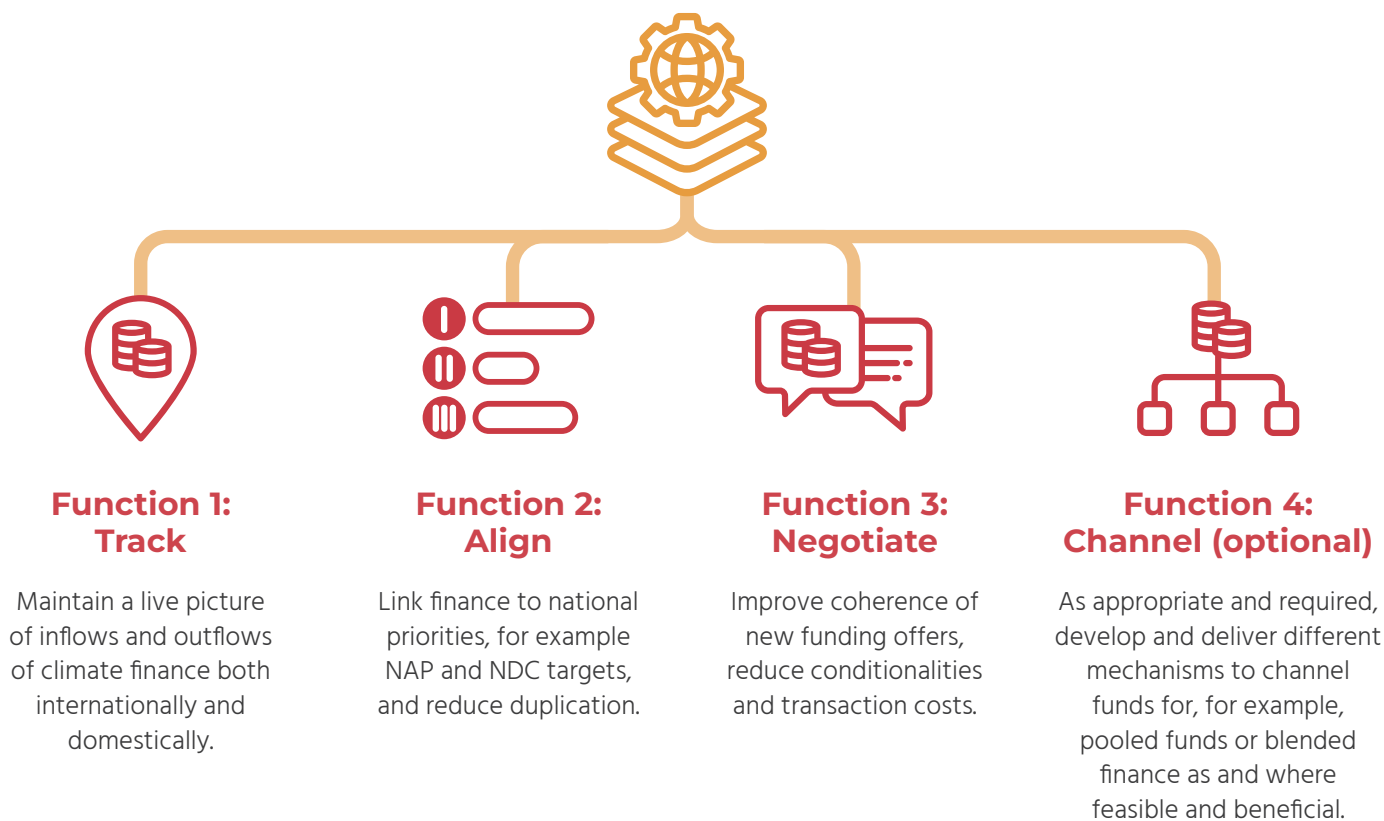 Function 1:
Track
Maintain a live picture
of inflows and outflows
of climate finance both
internationally and
domestically.
Function 2:
Align
Link finance to national
priorities, for example
NAP and NDC targets,
and reduce duplication.
Function 3:
Negotiate
Improve coherence of
new funding offers,
reduce conditionalities
and transaction costs.
Function 4:
Channel (optional)
As appropriate and required,
develop and deliver different
mechanisms to channel
funds for, for example,
pooled funds or blended
finance as and where
feasible and beneficial.